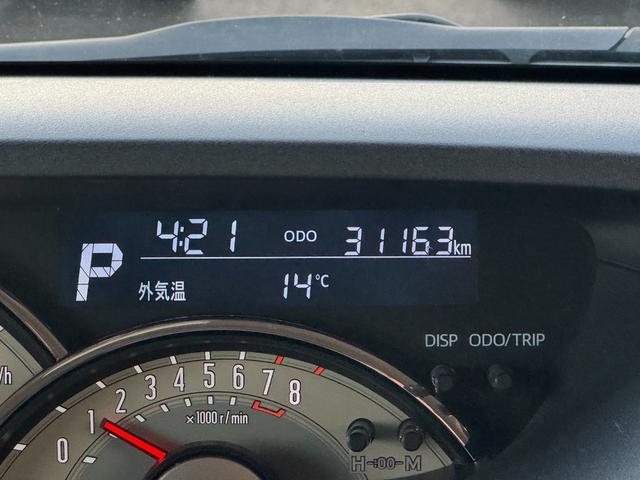 P 4:21 ODO 31163km
外気温 14℃
DISP ODO/TRIP
0 1 2 3 4 5 6 7 8
×1000 r/min
/h
H-:00-M